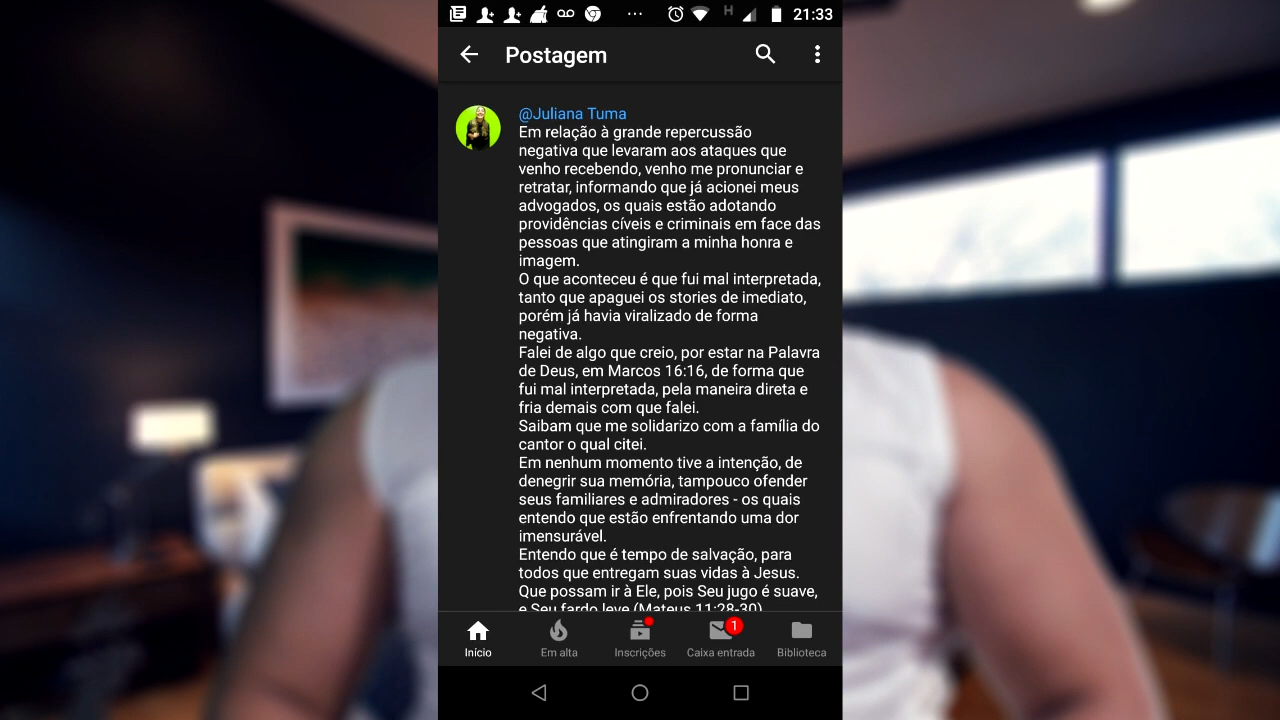 21:33
H
Postagem
@Juliana Tuma
Em relação à grande repercussão
negativa que levaram aos ataques que
venho recebendo, venho me pronunciar e
retratar, informando que já acionei meus
advogados, os quais estão adotando
providências cíveis e criminais em face das
pessoas que atingiram a minha honra e
imagem.
O que aconteceu é que fui mal interpretada,
tanto que apaguei os stories de imediato,
porém já havia viralizado de forma
negativa.
Falei de algo que creio, por estar na Palavra
de Deus, em Marcos 16:16, de forma que
fui mal interpretada, pela maneira direta e
fria demais com que falei.
Saibam que me solidarizo com a família do
cantor o qual citei.
Em nenhum momento tive a intenção, de
denegrir sua memória, tampouco ofender
seus familiares e admiradores - os quais
entendo que estão enfrentando uma dor
imensurável.
Entendo que é tempo de salvação, para
todos que entregam suas vidas à Jesus.
Que possam ir à Ele, pois Seu jugo é suave,
e Seu fardo leve (Mateus 11:28-30)
1
Início Em alta Inscrições Caixa entrada Biblioteca